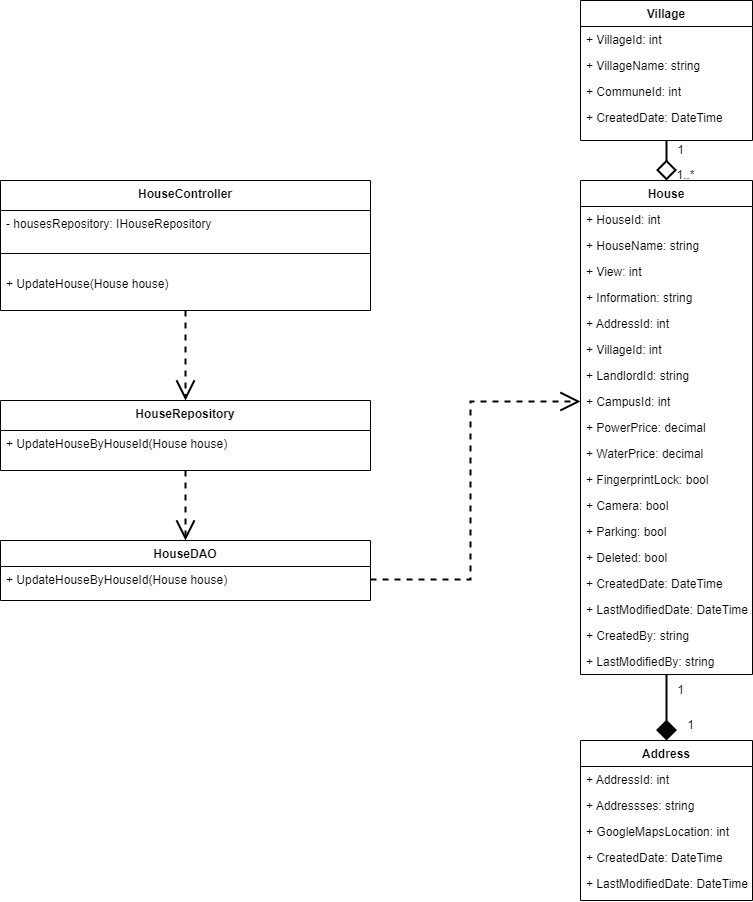 Village
+ VillageId: int
+ VillageName: string
+ CommuneId: int
+ CreatedDate: DateTime
1
1..*
HouseController
- housesRepository: IHouseRepository
+ UpdateHouse(House house)
HouseRepository
+ UpdateHouseByHouseId(House house)
HouseDAO
+ UpdateHouseByHouseId(House house)
House
+ HouseId: int
+ HouseName: string
+ View: int
+ Information: string
+ AddressId: int
+ VillageId: int
+ LandlordId: string
+ CampusId: int
+ PowerPrice: decimal
+ WaterPrice: decimal
+ FingerprintLock: bool
+ Camera: bool
+ Parking: bool
+ Deleted: bool
+ CreatedDate: DateTime
+ LastModifiedDate: DateTime
+ CreatedBy: string
+ LastModifiedBy: string
1
1
Address
+ AddressId: int
+ Addressses: string
+ GoogleMapsLocation: int
+ CreatedDate: DateTime
+ LastModifiedDate: DateTime